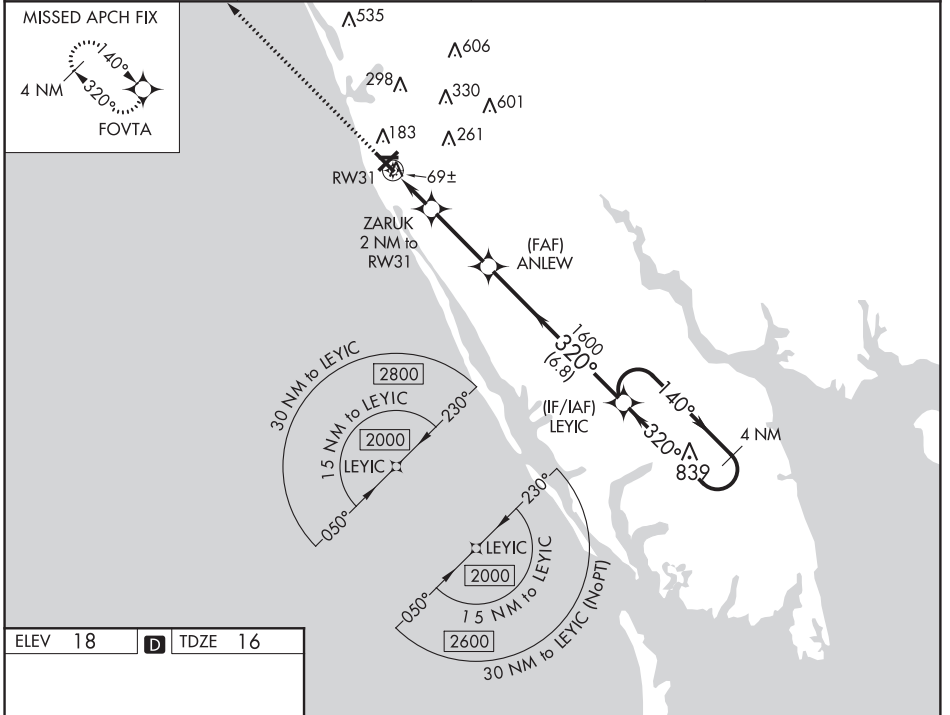 MISSED APCH FIX
140°
4 NM
320°
FOVTA
535
606
298
330
601
183
261
RW31
69±
ZARUK
2 NM to
RW31
(FAF)
ANLEW
1600
320°
(6.8)
30 NM to LEYIC
2800
15 NM to LEYIC
230°
2000
LEYIC
050°
(IF/IAF)
LEYIC
140°
320°
4 NM
839
230°
LEYIC
2000
050°
15 NM to LEYIC
2600
30 NM to LEYIC (NoPT)
ELEV 18 D TDZE 16